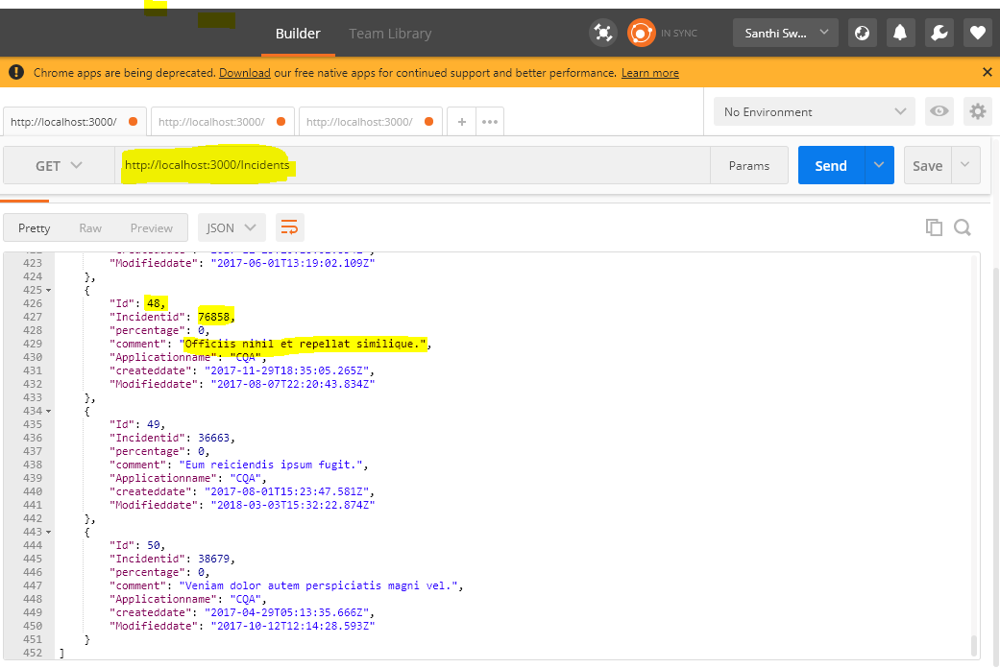 Builder Team Library IN SYNC Santhi Sw...
Chrome apps are being deprecated. Download our free native apps for continued support and better performance. Learn more
http://localhost:3000/ http://localhost:3000/ http://localhost:3000/ No Environment
GET http://localhost:3000/Incidents Params Send Save
Pretty Raw Preview JSON
423 "Modifieddate": "2017-06-01T13:19:02.109Z"
424 },
425 {
426 "Id": 48,
427 "Incidentid": 76858,
428 "percentage": 0,
429 "comment": "Officiis nihil et repellat similique.",
430 "Applicationname": "CQA",
431 "createddate": "2017-11-29T18:35:05.265Z",
432 "Modifieddate": "2017-08-07T22:20:43.834Z"
433 },
434 {
435 "Id": 49,
436 "Incidentid": 36663,
437 "percentage": 0,
438 "comment": "Eum reiciendis ipsum fugit.",
439 "Applicationname": "CQA",
440 "createddate": "2017-08-01T15:23:47.581Z",
441 "Modifieddate": "2018-03-03T15:32:22.874Z"
442 },
443 {
444 "Id": 50,
445 "Incidentid": 38679,
446 "percentage": 0,
447 "comment": "Veniam dolor autem perspiciatis magni vel.",
448 "Applicationname": "CQA",
449 "createddate": "2017-04-29T05:13:35.666Z",
450 "Modifieddate": "2017-10-12T12:14:28.593Z"
451 }
452 ]